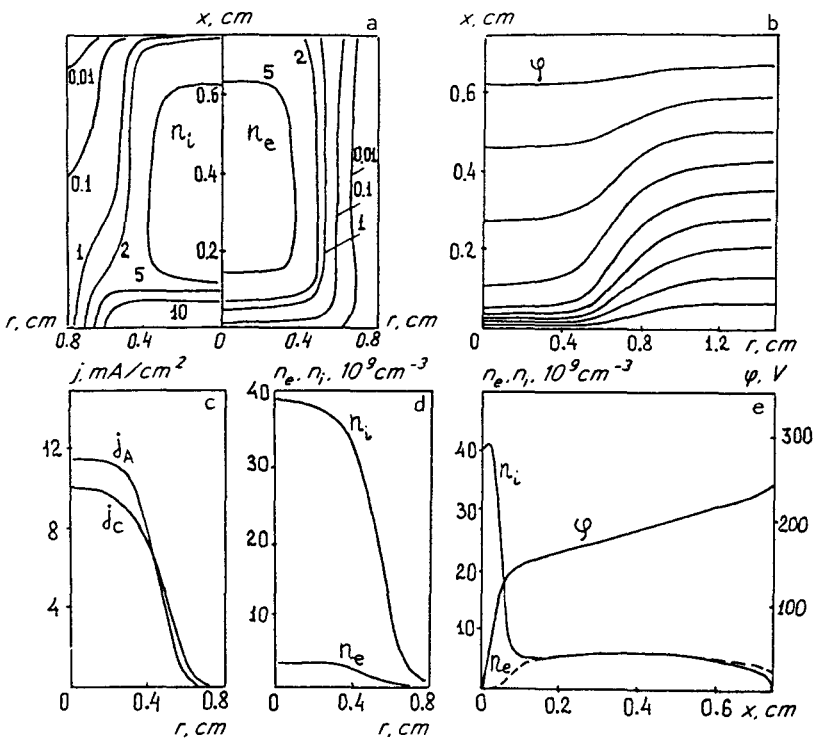 x, cm
a
0.01
0.1
1
2
5
10
n_i
n_e
0.6
0.4
0.2
5
2
0.01
0.1
1
r, cm
0.8
0.4
0
0.4
0.8
r, cm
x, cm
b
φ
0.6
0.4
0.2
0
0.4
0.8
1.2
r, cm
j, mA/cm²
c
12
8
4
j_A
j_C
0
0.4
0.8
r, cm
n_e, n_i, 10⁹cm⁻³
d
40
30
20
10
n_i
n_e
0
0.4
0.8
r, cm
n_e, n_i, 10⁹cm⁻³
φ, V
e
40
30
20
10
n_i
φ
n_e
300
200
100
0
0.2
0.4
0.6
x, cm